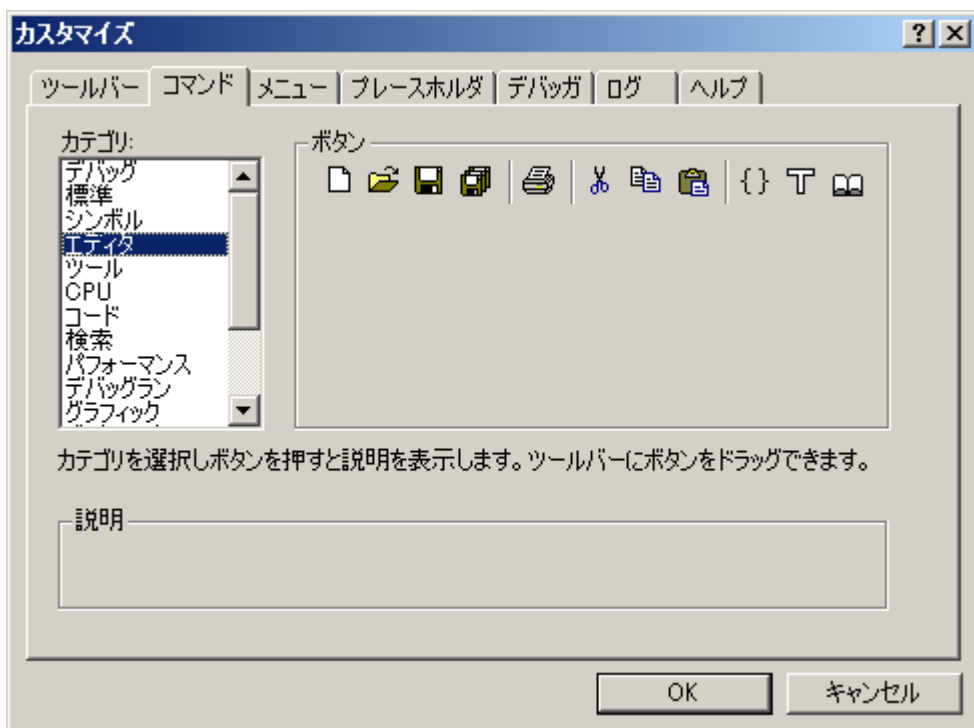 カスタマイズ
ツールバー コマンド メニュー プレースホルダ デバッガ ログ ヘルプ
カテゴリ:
デバッグ
標準
シンボル
エディタ
ツール
CPU
コード
検索
パフォーマンス
デバッグラン
グラフィック
ボタン
カテゴリを選択しボタンを押すと説明を表示します。ツールバーにボタンをドラッグできます。
説明
OK キャンセル